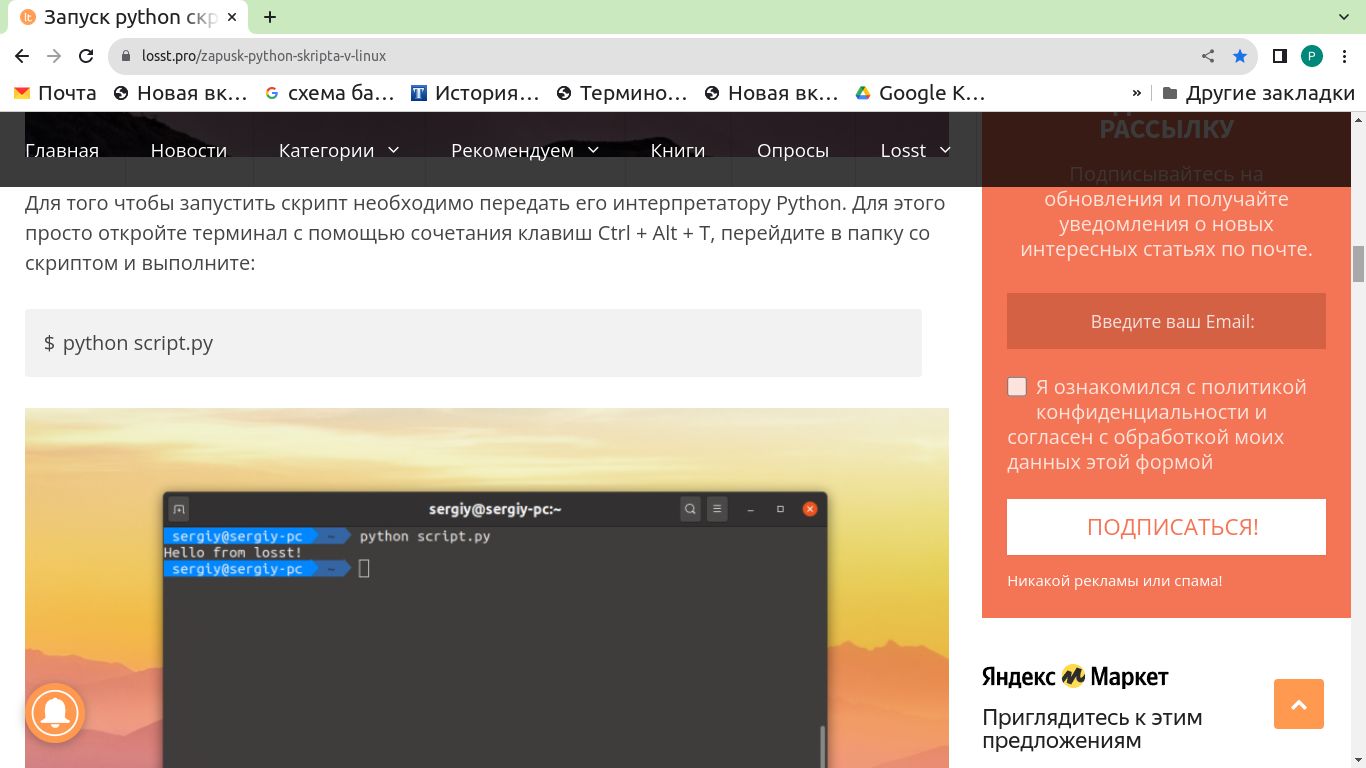 Запуск python скр
losst.pro/zapusk-python-skripta-v-linux
P
Почта
Новая вк…
схема ба…
История…
Термино…
Новая вк…
Google K…
»
Другие закладки
Главная
Новости
Категории
Рекомендуем
Книги
Опросы
Losst
Для того чтобы запустить скрипт необходимо передать его интерпретатору Python. Для этого
просто откройте терминал с помощью сочетания клавиш Ctrl + Alt + T, перейдите в папку со
скриптом и выполните:
$ python script.py
sergiy@sergiy-pc:~
sergiy@sergiy-pc ~ python script.py
Hello from losst!
sergiy@sergiy-pc ~
РАССЫЛКУ
Подписывайтесь на
обновления и получайте
уведомления о новых
интересных статьях по почте.
Введите ваш Email:
Я ознакомился с политикой
конфиденциальности и
согласен с обработкой моих
данных этой формой
ПОДПИСАТЬСЯ!
Никакой рекламы или спама!
Яндекс Маркет
Приглядитесь к этим
предложениям